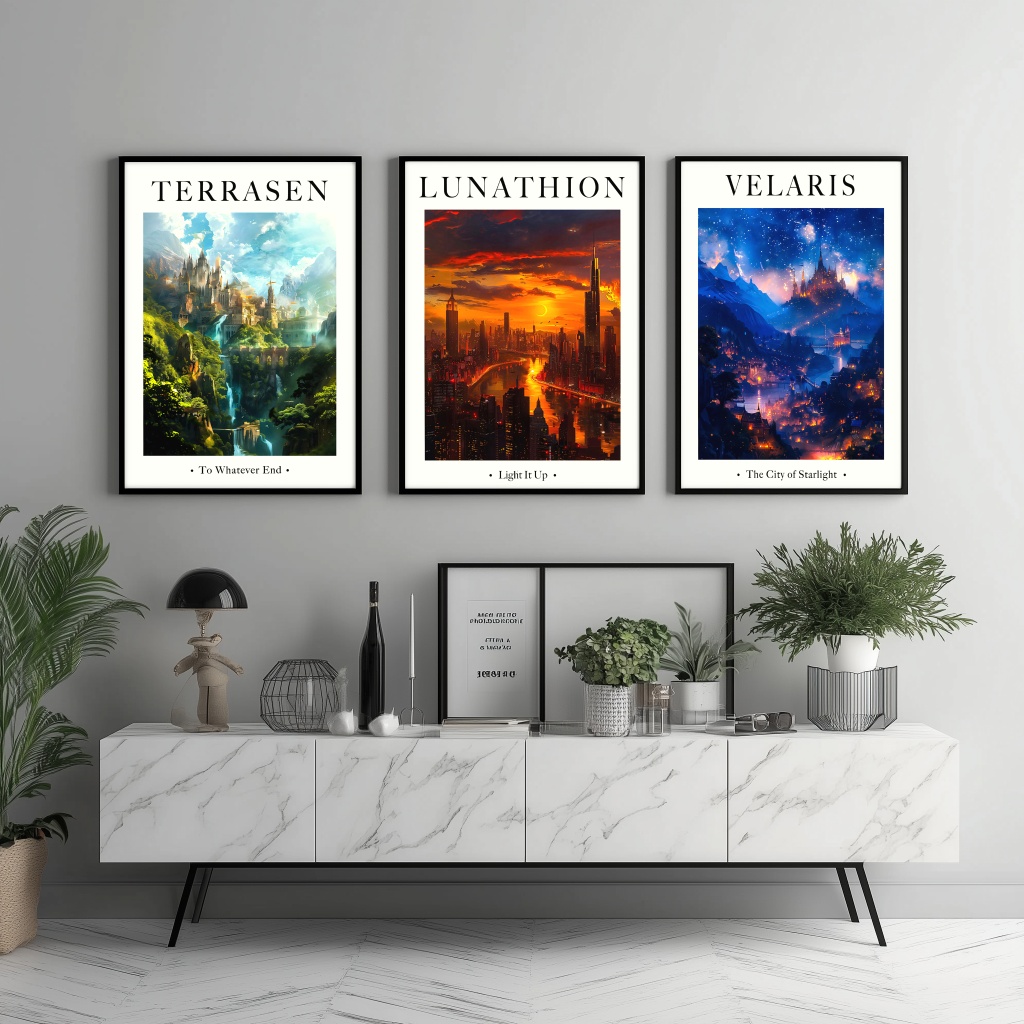 TERRASEN
• To Whatever End •
LUNATHION
• Light It Up •
VELARIS
• The City of Starlight •